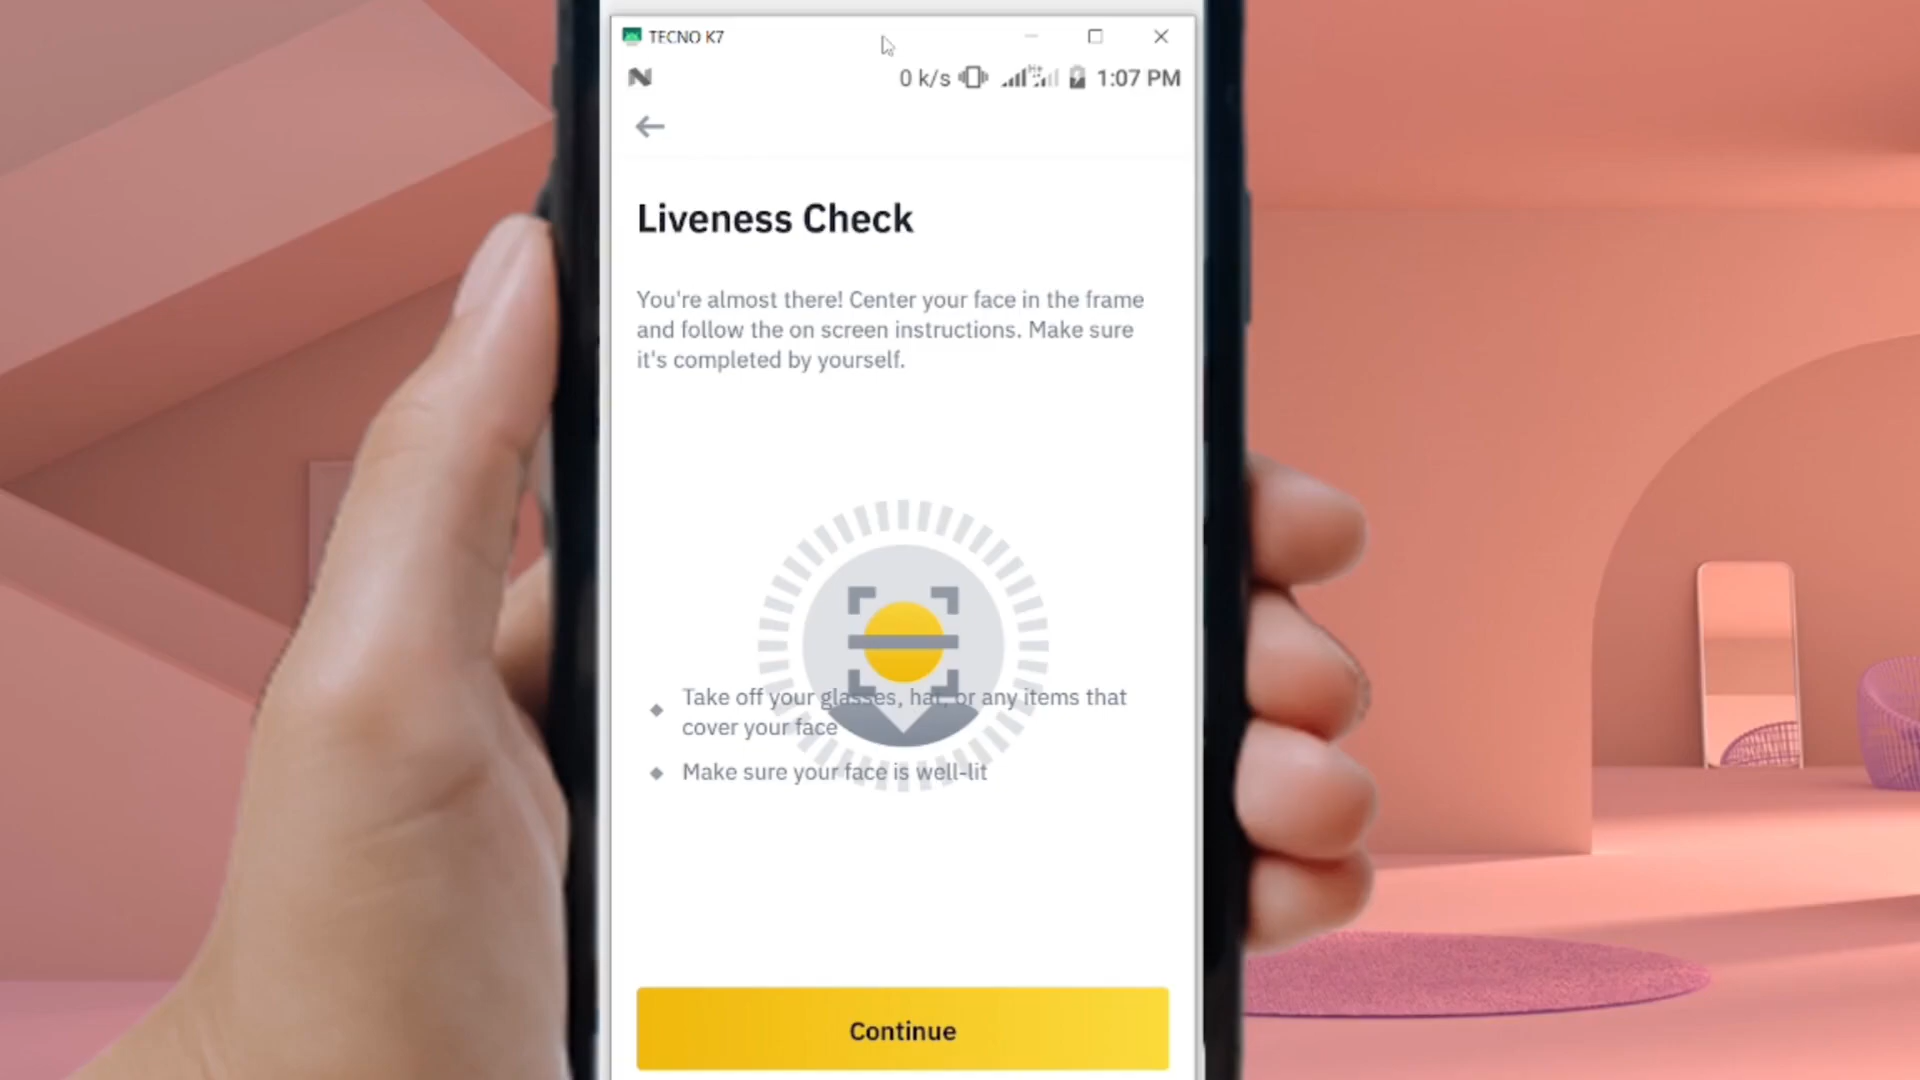 TECNO K7
0 k/s
H+
1:07 PM
Liveness Check
You're almost there! Center your face in the frame
and follow the on screen instructions. Make sure
it's completed by yourself.
Take off your glasses, hat, or any items that
cover your face
Make sure your face is well-lit
Continue